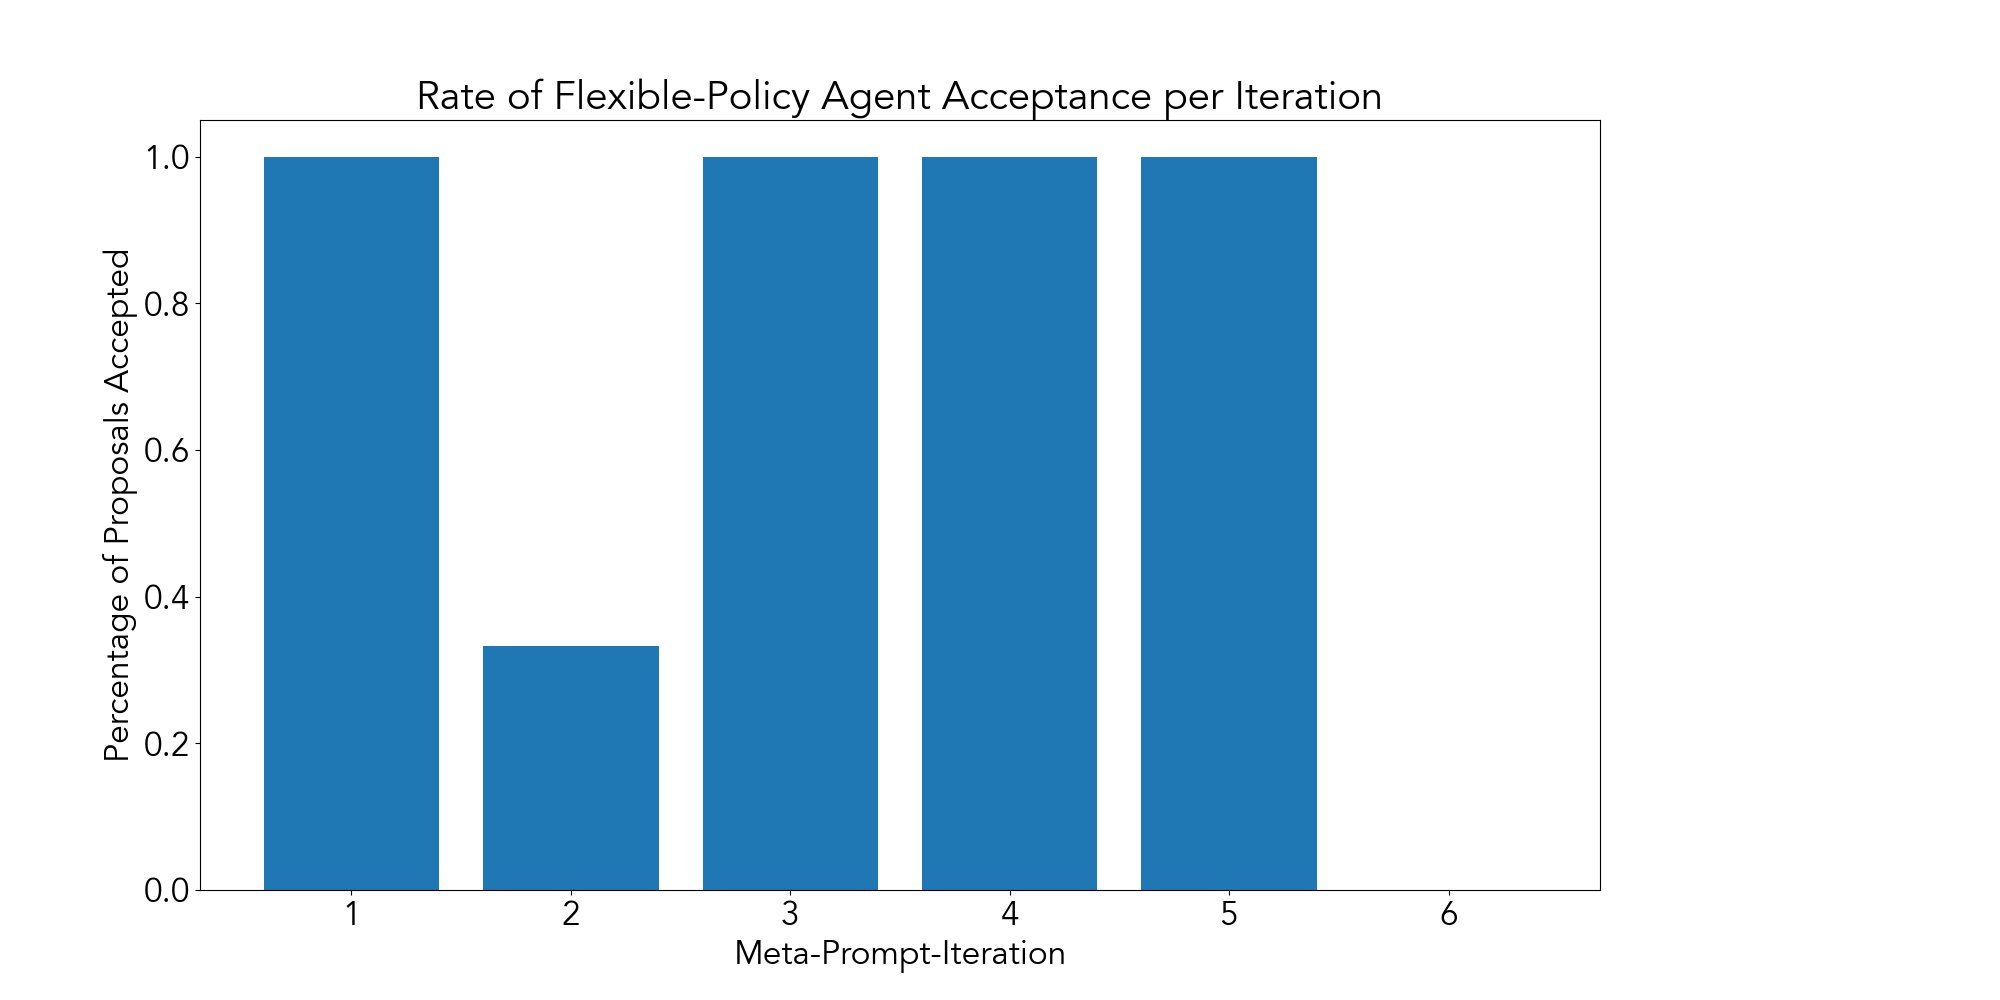 Rate of Flexible-Policy Agent Acceptance per Iteration
Percentage of Proposals Accepted
1.0
0.8
0.6
0.4
0.2
0.0
1 2 3 4 5 6
Meta-Prompt-Iteration